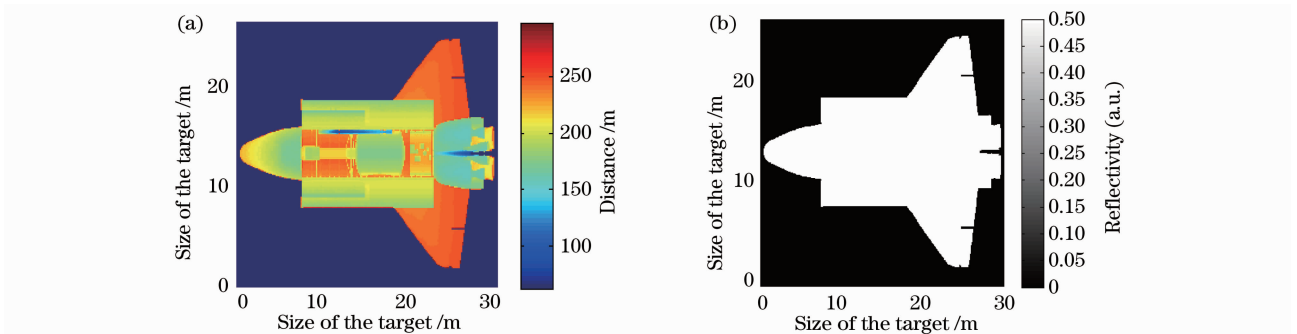 (a)
Size of the target /m
20
10
0
0 10 20 30
Size of the target /m
250
200
150
100
Distance /m
(b)
Size of the target /m
20
10
0
0 10 20 30
Size of the target /m
0.50
0.45
0.40
0.35
0.30
0.25
0.20
0.15
0.10
0.05
0
Reflectivity (a.u.)